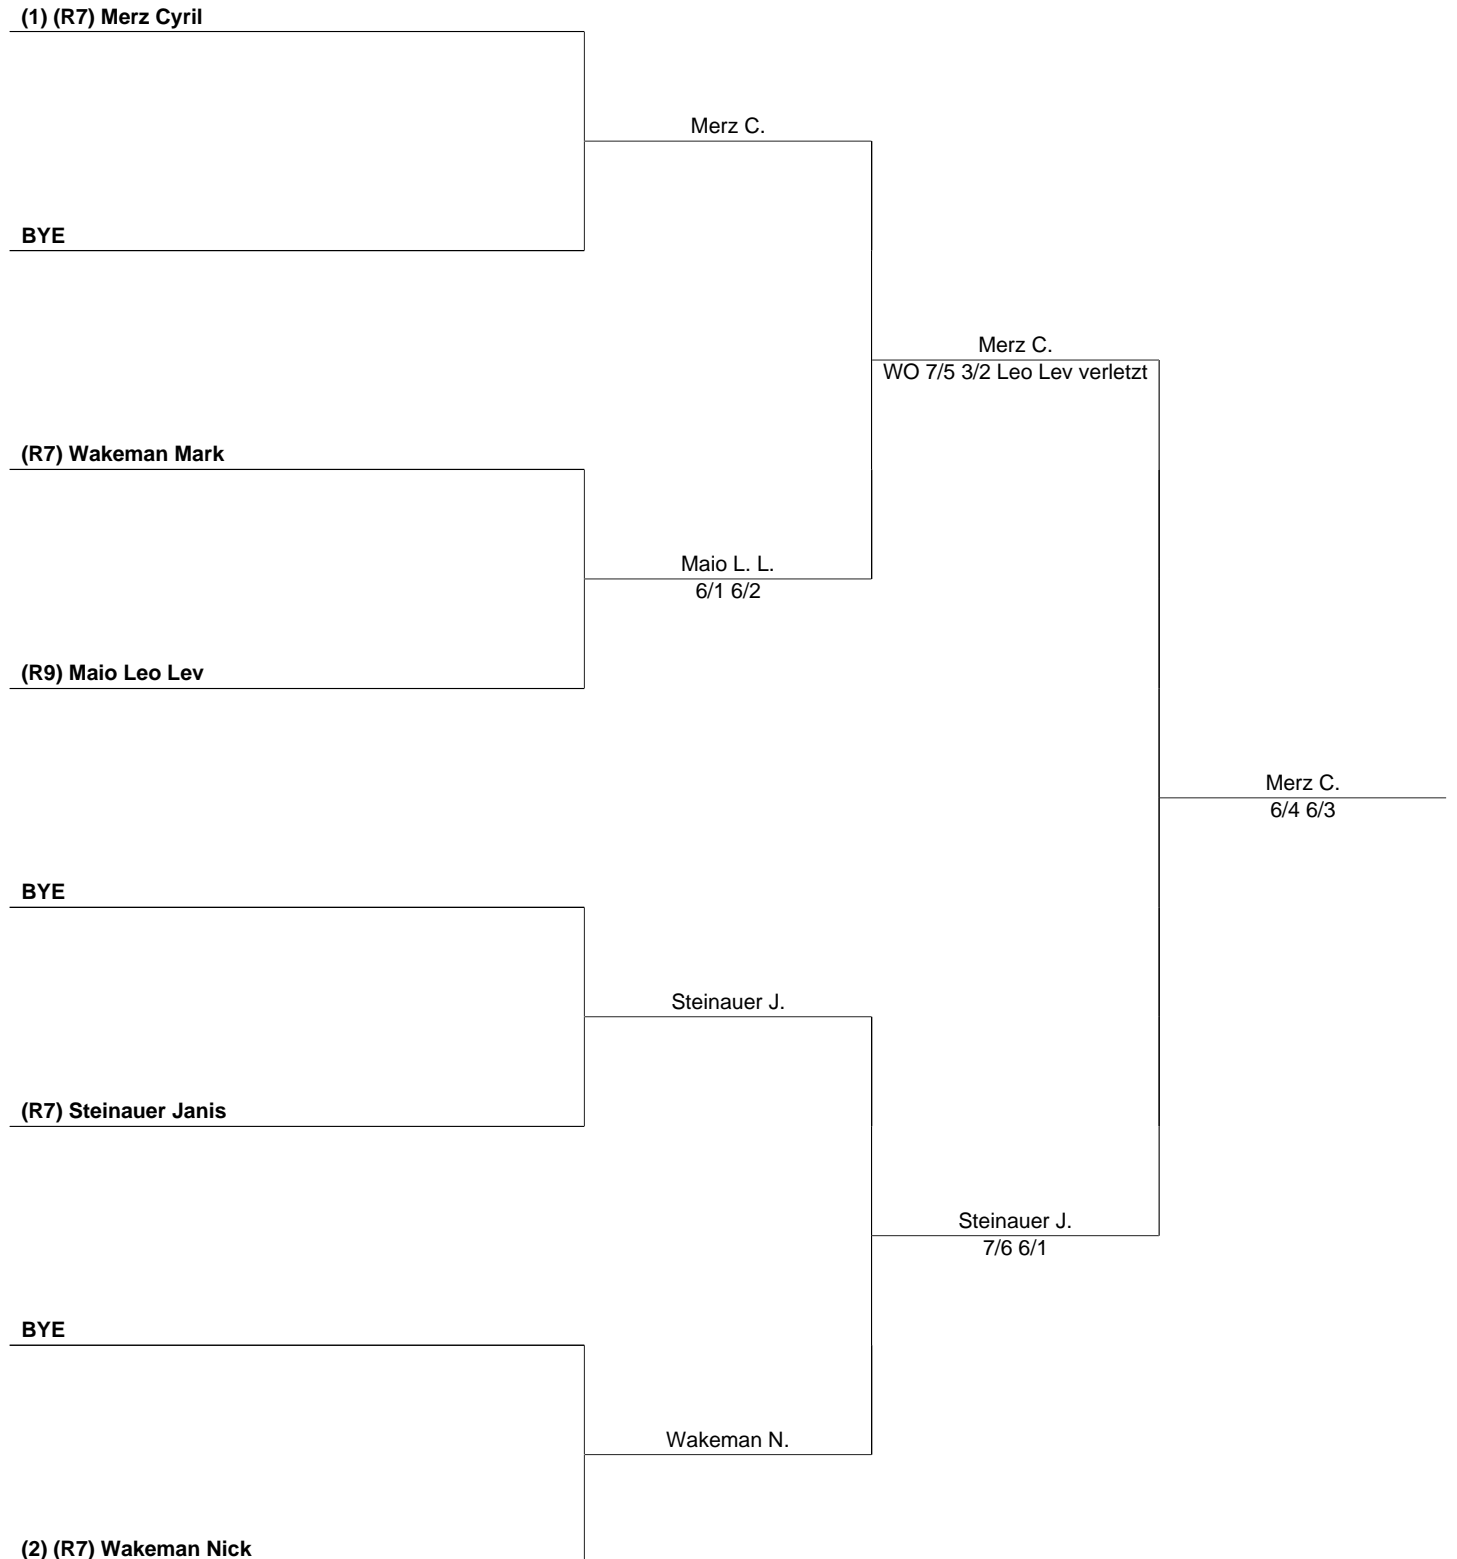 (1) (R7) Merz Cyril
Merz C.
BYE
Merz C.
WO 7/5 3/2 Leo Lev verletzt
(R7) Wakeman Mark
Maio L. L.
6/1 6/2
(R9) Maio Leo Lev
Merz C.
6/4 6/3
BYE
Steinauer J.
(R7) Steinauer Janis
Steinauer J.
7/6 6/1
BYE
Wakeman N.
(2) (R7) Wakeman Nick